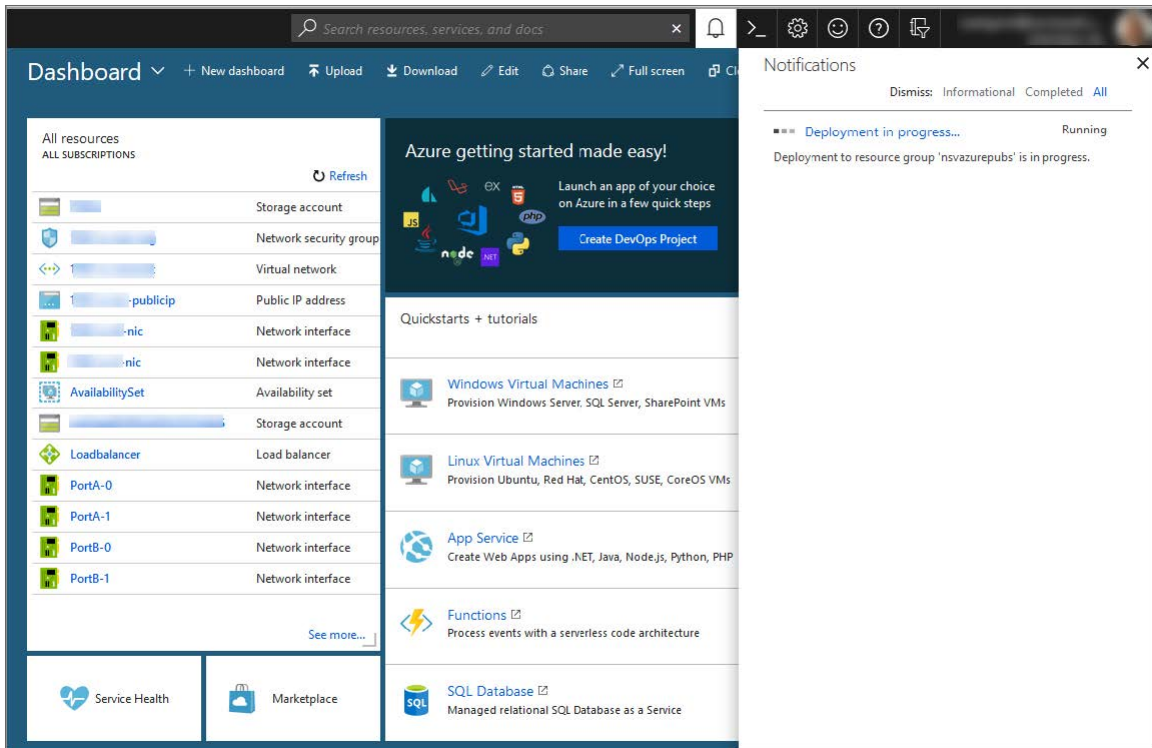 Search resources, services, and docs
Dashboard
New dashboard
Upload
Download
Edit
Share
Full screen
Notifications
Dismiss: Informational Completed All
Deployment in progress... Running
Deployment to resource group 'nsvazurepubs' is in progress.
All resources
ALL SUBSCRIPTIONS
Refresh
Storage account
Network security group
Virtual network
-publicip Public IP address
-nic Network interface
-nic Network interface
AvailabilitySet Availability set
Storage account
Loadbalancer Load balancer
PortA-0 Network interface
PortA-1 Network interface
PortB-0 Network interface
PortB-1 Network interface
See more...
Service Health
Marketplace
Azure getting started made easy!
ex
JS
php
node
.NET
Launch an app of your choice
on Azure in a few quick steps
Create DevOps Project
Quickstarts + tutorials
Windows Virtual Machines
Provision Windows Server, SQL Server, SharePoint VMs
Linux Virtual Machines
Provision Ubuntu, Red Hat, CentOS, SUSE, CoreOS VMs
App Service
Create Web Apps using .NET, Java, Node.js, Python, PHP
Functions
Process events with a serverless code architecture
SQL
SQL Database
Managed relational SQL Database as a Service